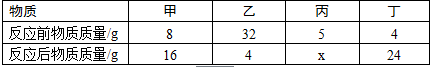 物质 甲 乙 丙 丁
反应前物质质量/g 8 32 5 4
反应后物质质量/g 16 4 x 24